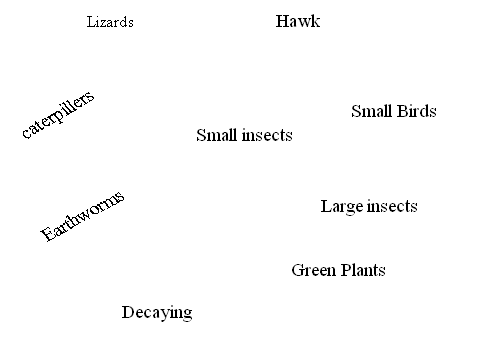 Lizards
Hawk
caterpillers
Small Birds
Small insects
Earthworms
Large insects
Green Plants
Decaying